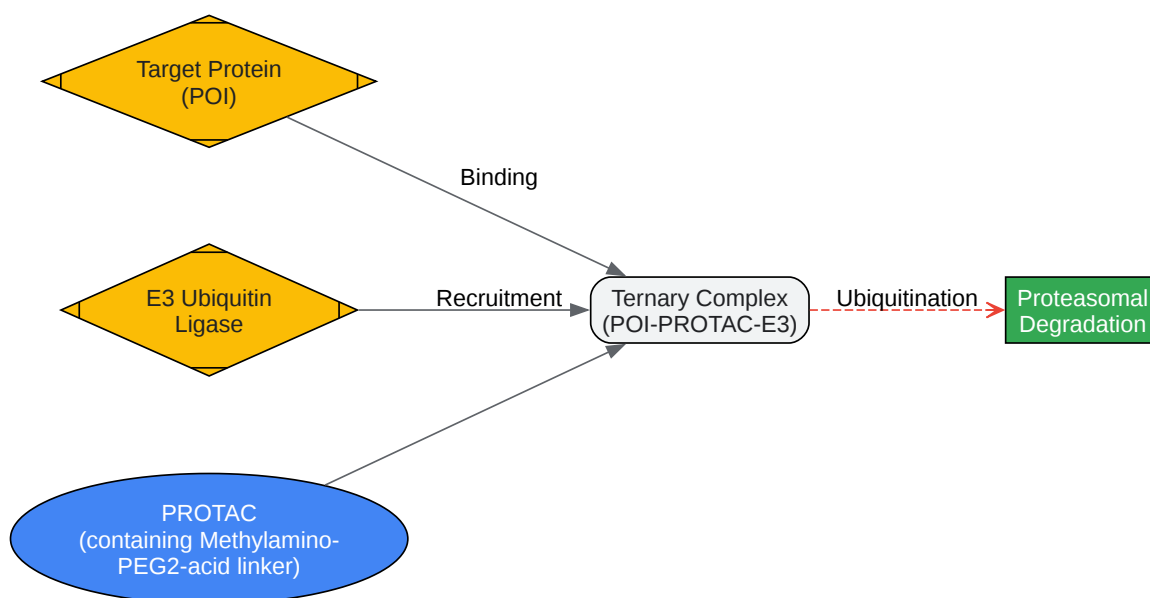 Target Protein
(POI)
Binding
E3 Ubiquitin
Ligase
Recruitment
Ternary Complex
(POI-PROTAC-E3)
Ubiquitination
Proteasomal
Degradation
PROTAC
(containing Methylamino-
PEG2-acid linker)